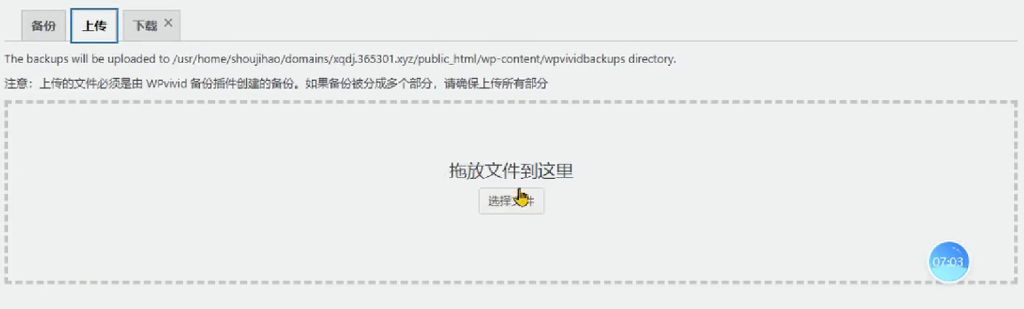 备份 上传 下载 ×
The backups will be uploaded to /usr/home/shoujihao/domains/xqdj.365301.xyz/public_html/wp-content/wpvividbackups directory.
注意：上传的文件必须是由 WPvivid 备份插件创建的备份。如果备份被分成多个部分，请确保上传所有部分
拖放文件到这里
选择文件
07:03